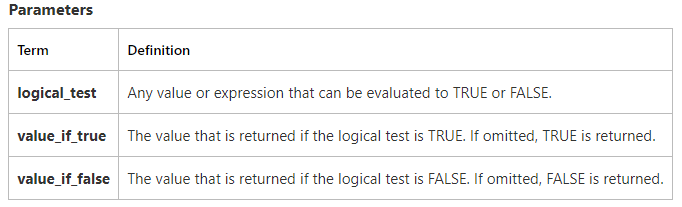 Parameters
Term Definition
logical_test Any value or expression that can be evaluated to TRUE or FALSE.
value_if_true The value that is returned if the logical test is TRUE. If omitted, TRUE is returned.
value_if_false The value that is returned if the logical test is FALSE. If omitted, FALSE is returned.